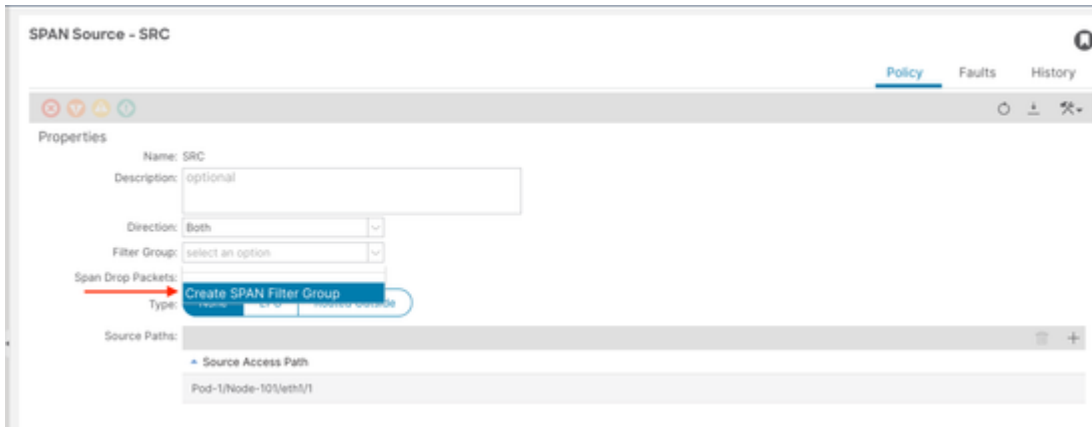 SPAN Source - SRC
Policy Faults History
Properties
Name: SRC
Description: optional
Direction: Both
Filter Group: select an option
Span Drop Packets:
Create SPAN Filter Group
Type: None EPG Routed Outside
Source Paths:
Source Access Path
Pod-1/Node-101/eth1/1